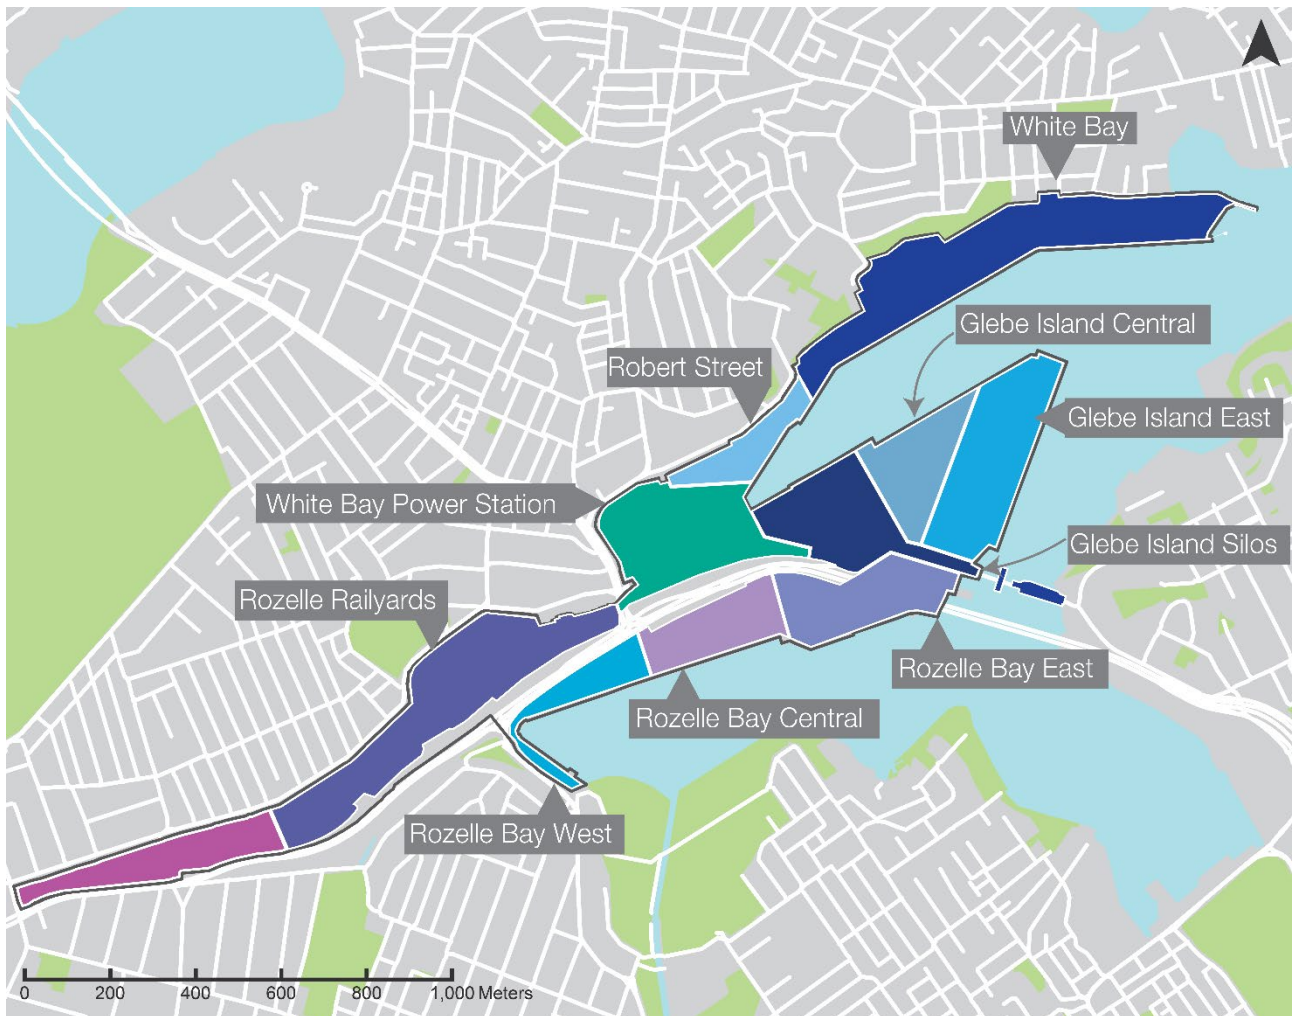 White Bay
Glebe Island Central
Robert Street
Glebe Island East
White Bay Power Station
Glebe Island Silos
Rozelle Railyards
Rozelle Bay East
Rozelle Bay Central
Rozelle Bay West
0 200 400 600 800 1,000 Meters